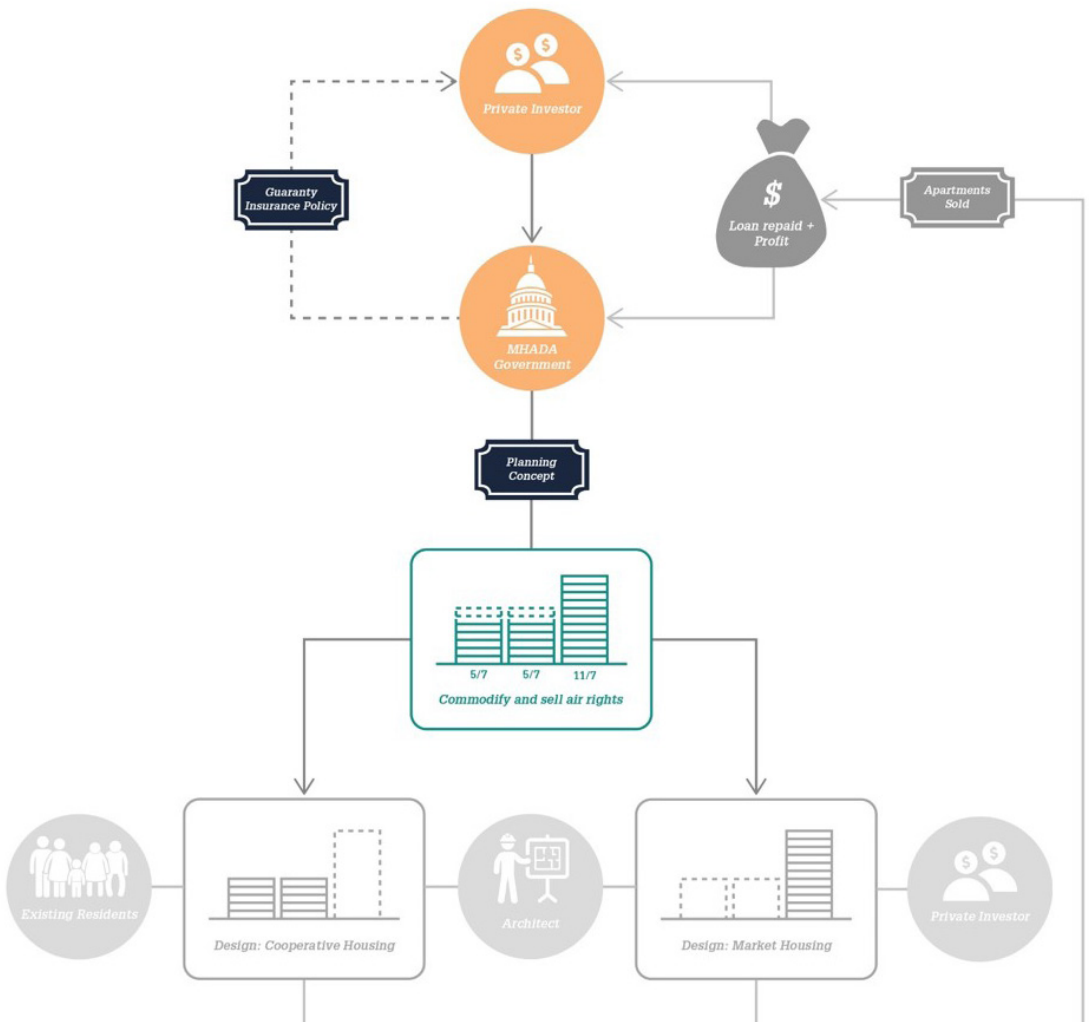 $ $
Private Investor
Guaranty
Insurance Policy
$
Loan repaid +
Profit
Apartments
Sold
MHADA
Government
Planning
Concept
5/7 5/7 11/7
Commodify and sell air rights
Existing Residents
Design: Cooperative Housing
Architect
Design: Market Housing
$ $
Private Investor